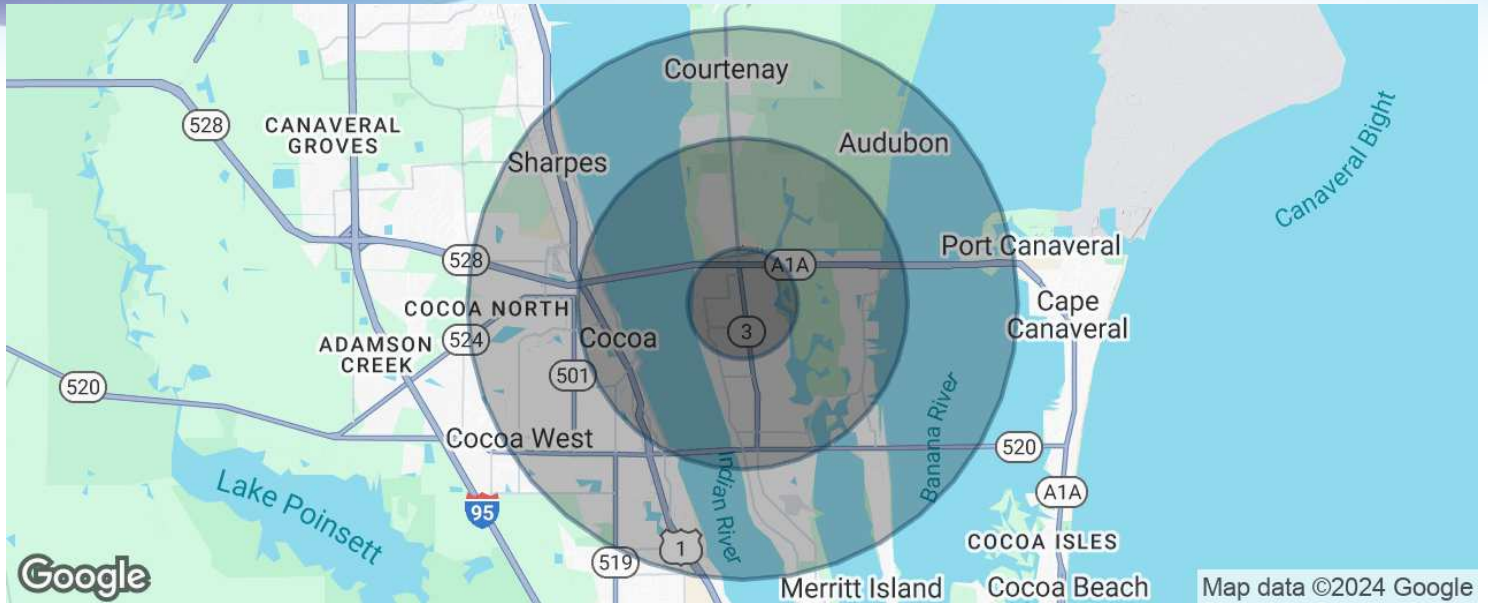 Courtenay
528
CANAVERAL
GROVES
Audubon
Sharpes
Canaveral Bight
Port Canaveral
528
A1A
COCOA NORTH
Cape
Canaveral
Cocoa
3
524
ADAMSON
CREEK
501
520
Cocoa West
520
Banana River
Indian River
Lake Poinsett
95
A1A
COCOA ISLES
1
519
Google
Merritt Island
Cocoa Beach
Map data ©2024 Google